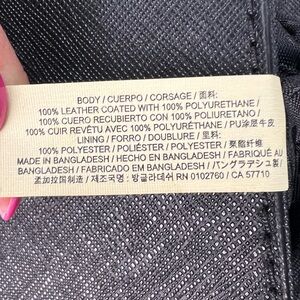 BODY / CUERPO / CORSAGE / 面料:
100% LEATHER COATED WITH 100% POLYURETHANE /
100% CUERO RECUBIERTO CON 100% POLIURETANO /
100% CUIR REVÊTU AVEC 100% POLYURÉTHANE / PU涂层牛皮
LINING / FORRO / DOUBLURE / 里料:
100% POLYESTER / POLIÉSTER / POLYESTER / 聚酯纤维
MADE IN BANGLADESH / HECHO EN BANGLADESH / FABRIQUÉ AU
BANGLADESH / FABRICADO EM BANGLADESH / バングラデシュ製/
孟加拉国制造 / 제조국명: 방글라데쉬 RN 0102760 / CA 57710